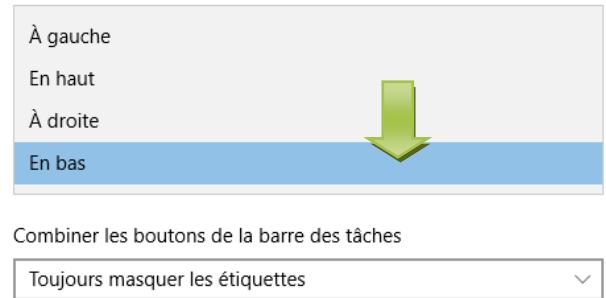 À gauche
En haut
À droite
En bas
Combiner les boutons de la barre des tâches
Toujours masquer les étiquettes